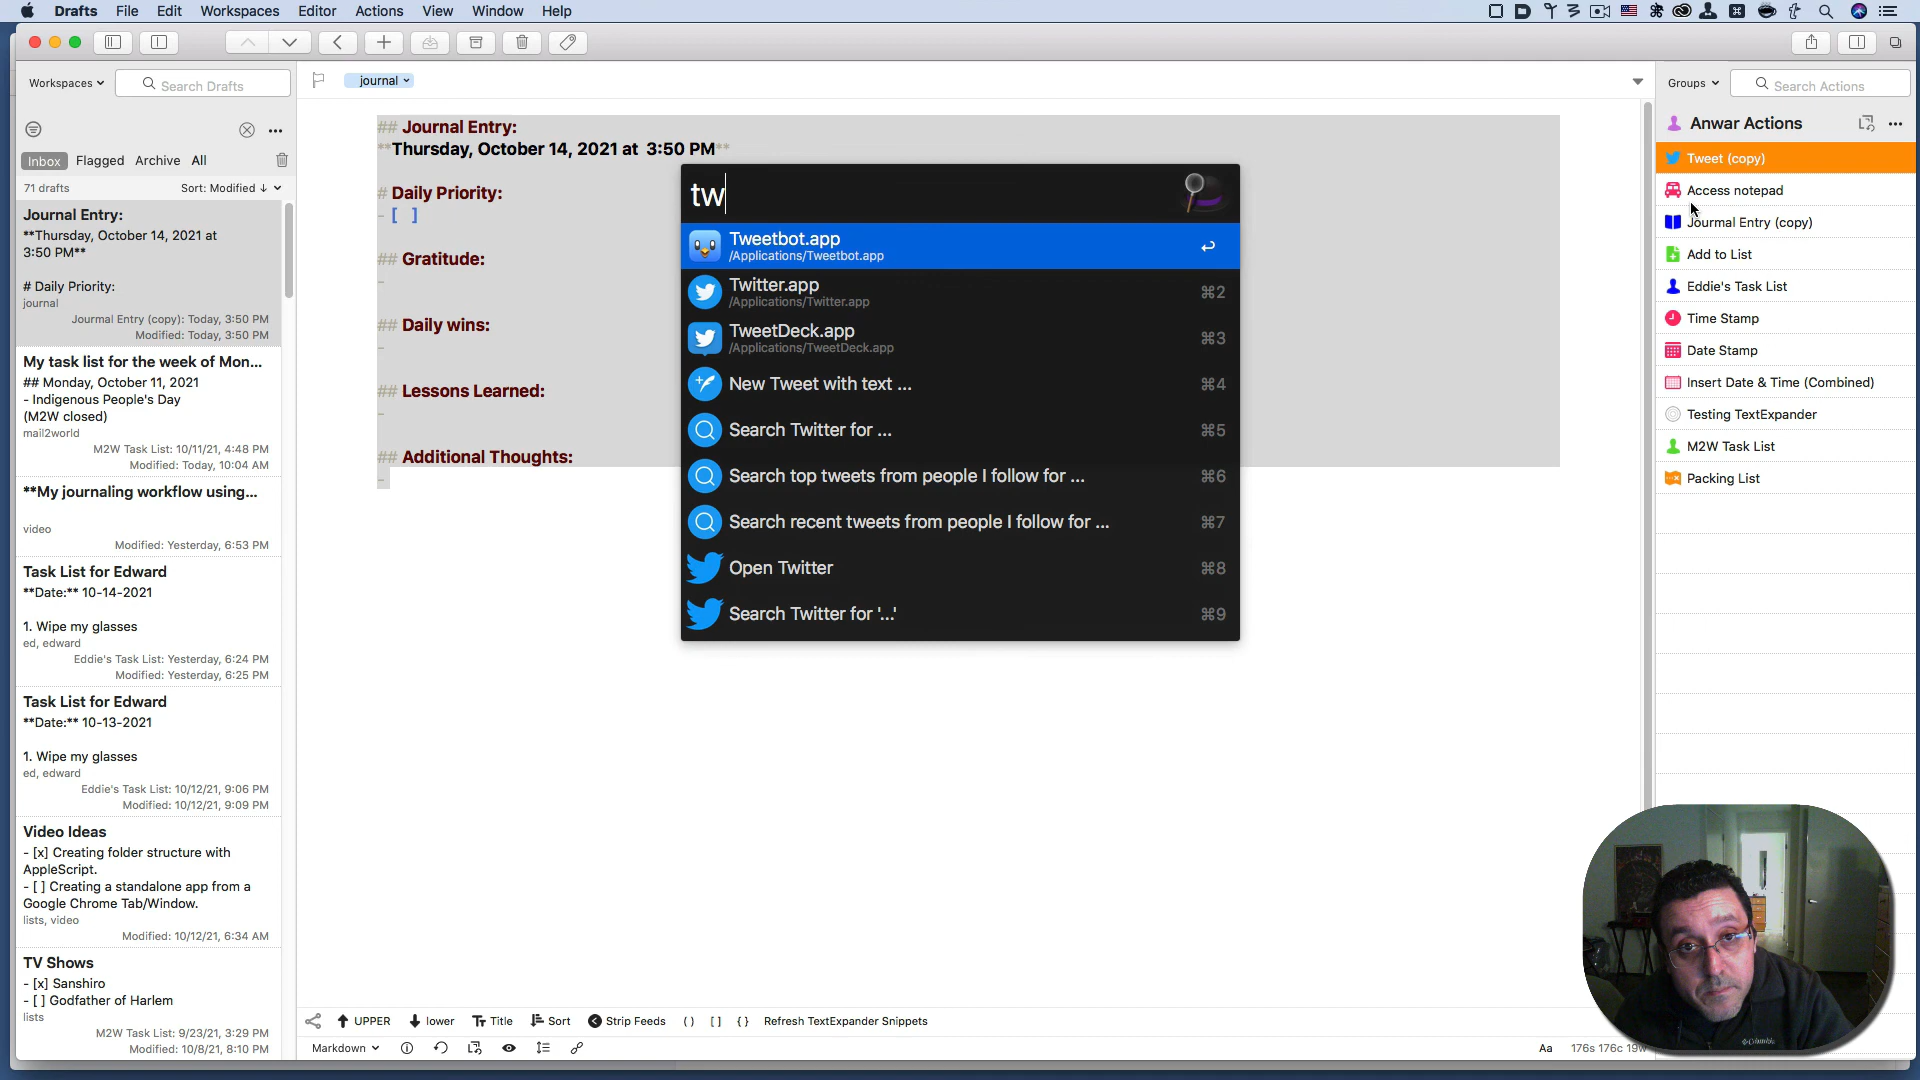 Drafts File Edit Workspaces Editor Actions View Window Help
Workspaces
Search Drafts
Inbox Flagged Archive All
71 drafts
Sort: Modified ↓
Journal Entry:
**Thursday, October 14, 2021 at
3:50 PM**
# Daily Priority:
journal
Jourmal Entry (copy): Today, 3:50 PM
Modified: Today, 3:50 PM
My task list for the week of Mon...
## Monday, October 11, 2021
- Indigenous People's Day
(M2W closed)
mail2world
M2W Task List: 10/11/21, 4:48 PM
Modified: Today, 10:04 AM
**My journaling workflow using...
video
Modified: Yesterday, 6:53 PM
Task List for Edward
**Date:** 10-14-2021
1. Wipe my glasses
ed, edward
Eddie's Task List: Yesterday, 6:24 PM
Modified: Yesterday, 6:25 PM
Task List for Edward
**Date:** 10-13-2021
1. Wipe my glasses
ed, edward
Eddie's Task List: 10/12/21, 9:06 PM
Modified: 10/12/21, 9:09 PM
Video Ideas
- [x] Creating folder structure with
AppleScript.
- [ ] Creating a standalone app from a
Google Chrome Tab/Window.
lists, video
Modified: 10/12/21, 6:34 AM
TV Shows
- [x] Sanshiro
- [ ] Godfather of Harlem
lists
M2W Task List: 9/23/21, 3:29 PM
Modified: 10/8/21, 8:10 PM
journal
## Journal Entry:
**Thursday, October 14, 2021 at 3:50 PM**
# Daily Priority:
- [ ]
## Gratitude:
-
## Daily wins:
-
## Lessons Learned:
-
## Additional Thoughts:
-
tw
Tweetbot.app
/Applications/Tweetbot.app
Twitter.app
/Applications/Twitter.app
⌘2
TweetDeck.app
/Applications/TweetDeck.app
⌘3
New Tweet with text ...
⌘4
Search Twitter for ...
⌘5
Search top tweets from people I follow for ...
⌘6
Search recent tweets from people I follow for ...
⌘7
Open Twitter
⌘8
Search Twitter for '...'
⌘9
UPPER lower Title Sort Strip Feeds () [] {} Refresh TextExpander Snippets
Markdown
Aa 176s 176c 19w
Groups
Search Actions
Anwar Actions
Tweet (copy)
Access notepad
Jourmal Entry (copy)
Add to List
Eddie's Task List
Time Stamp
Date Stamp
Insert Date & Time (Combined)
Testing TextExpander
M2W Task List
Packing List
Columbia